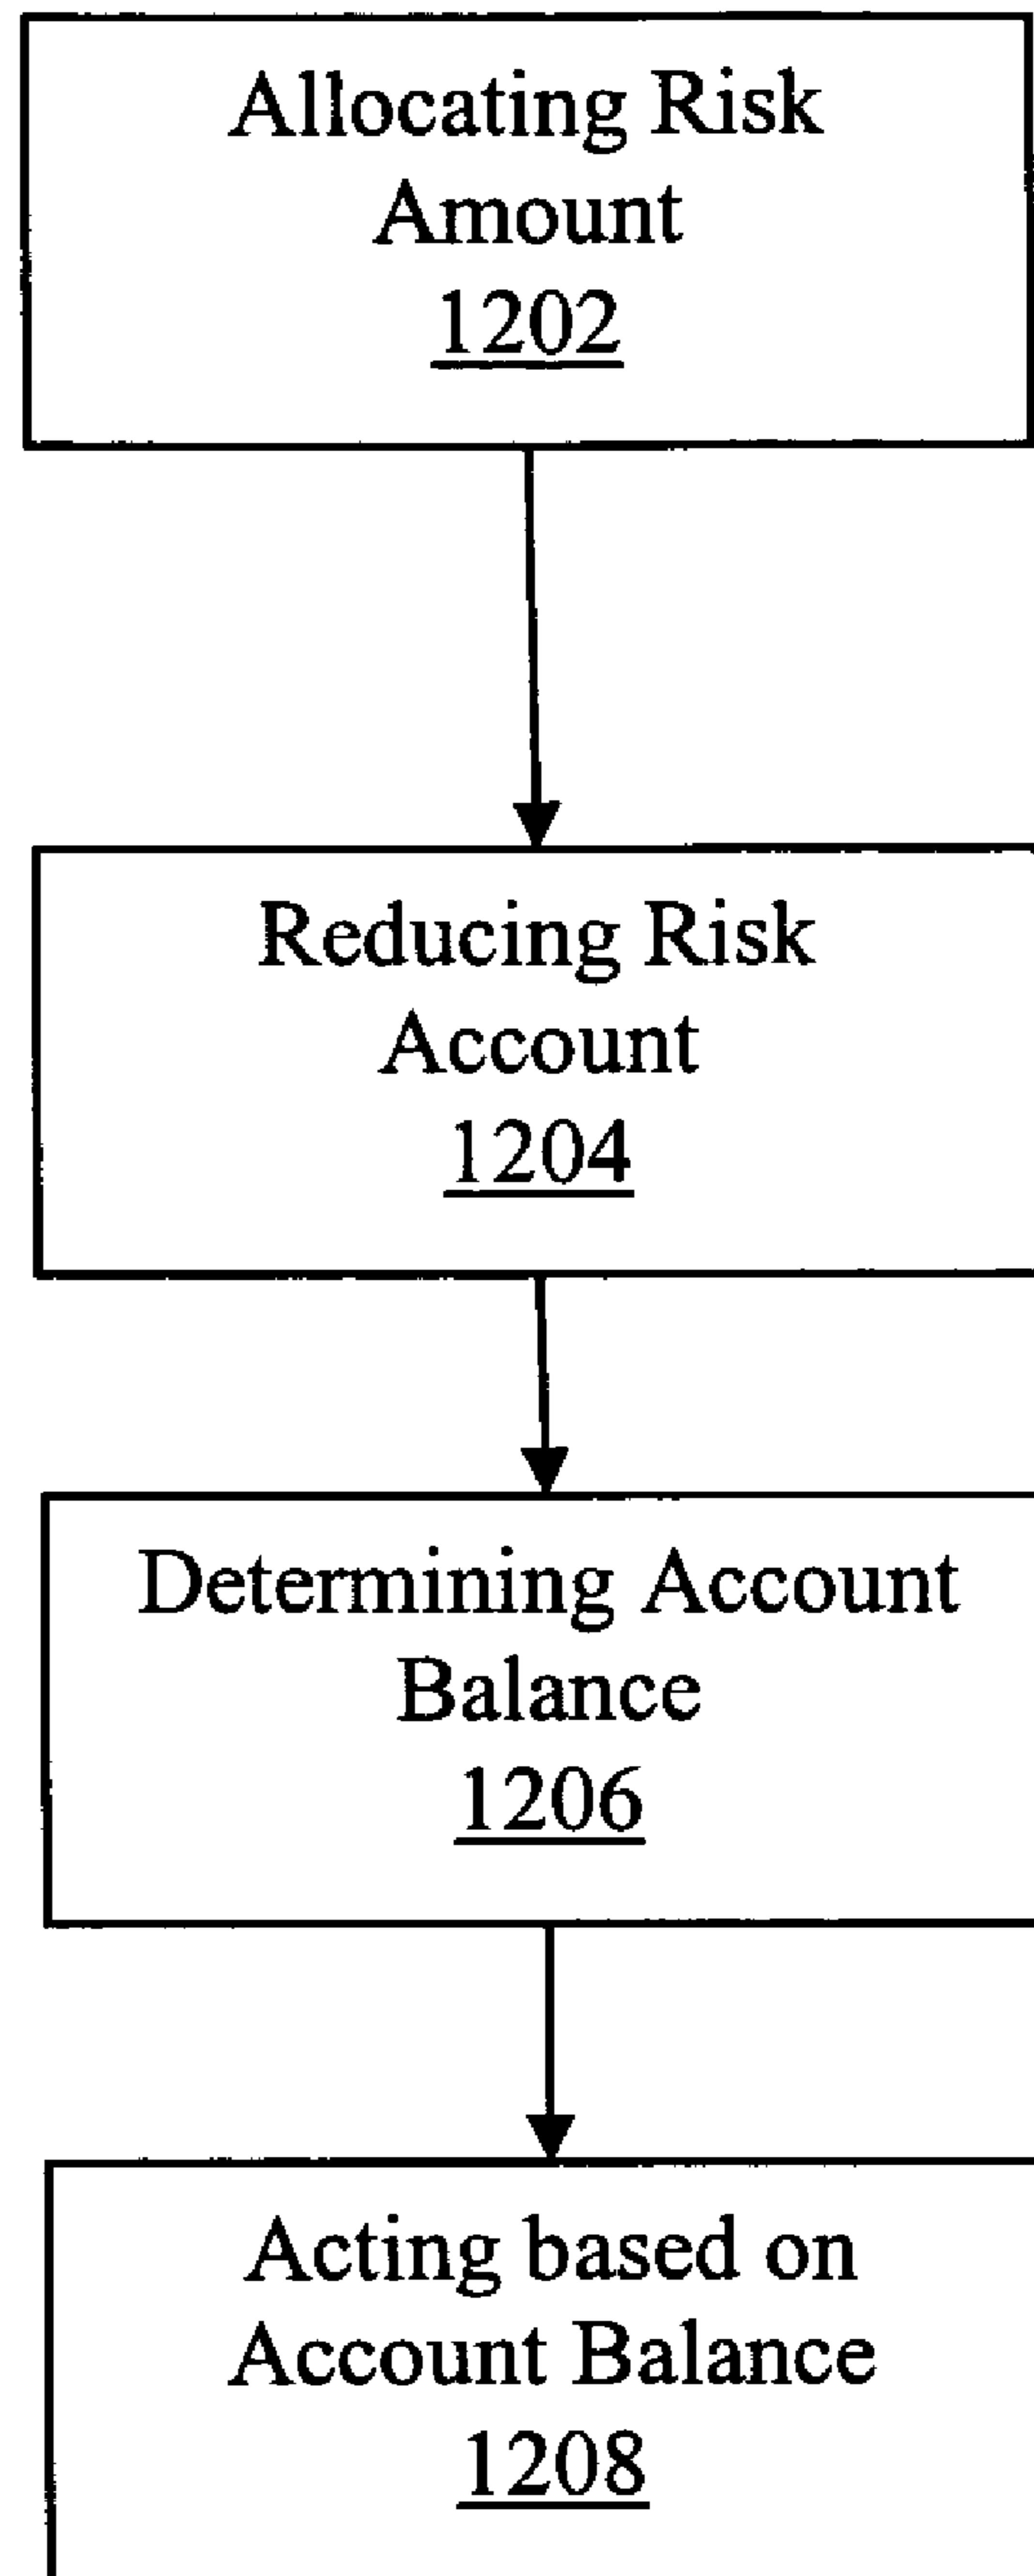 Allocating Risk
Amount
1202
Reducing Risk
Account
1204
Determining Account
Balance
1206
Acting based on
Account Balance
1208